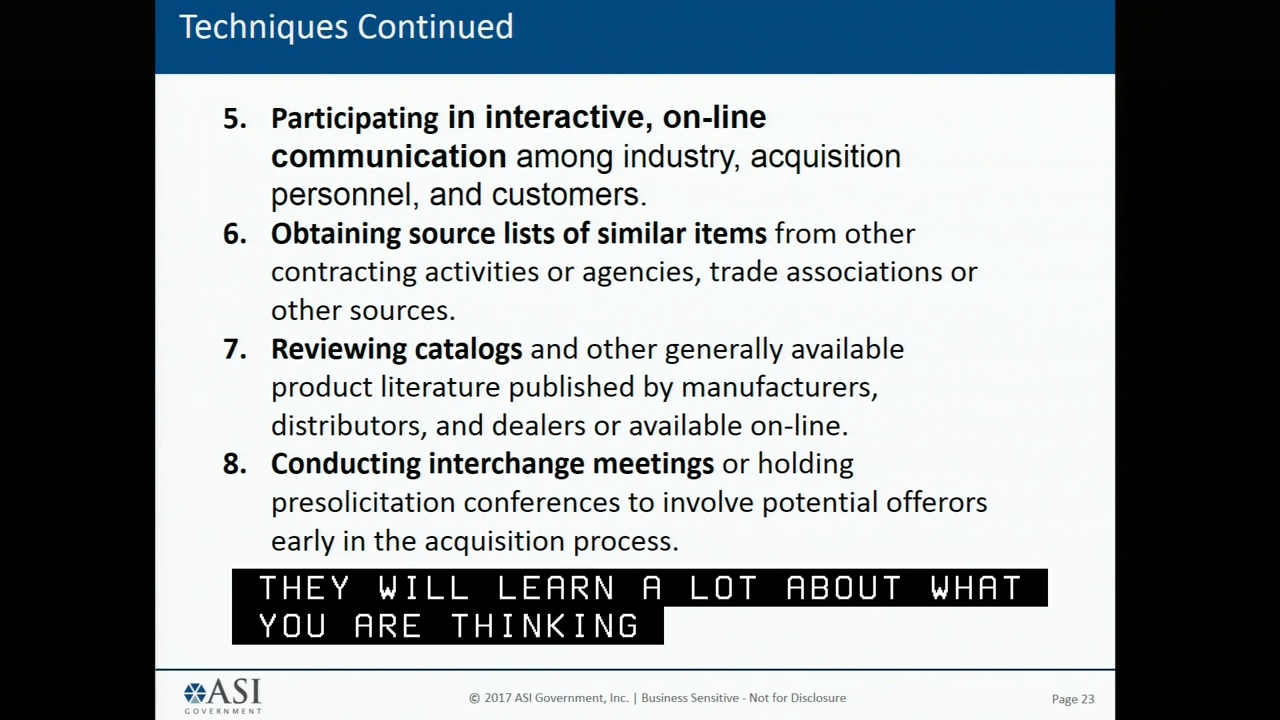 Techniques Continued
5. Participating in interactive, on-line
communication among industry, acquisition
personnel, and customers.
6. Obtaining source lists of similar items from other
contracting activities or agencies, trade associations or
other sources.
7. Reviewing catalogs and other generally available
product literature published by manufacturers,
distributors, and dealers or available on-line.
8. Conducting interchange meetings or holding
presolicitation conferences to involve potential offerors
early in the acquisition process.
THEY WILL LEARN A LOT ABOUT WHAT
YOU ARE THINKING
ASI
GOVERNMENT
© 2017 ASI Government, Inc. | Business Sensitive - Not for Disclosure
Page 23